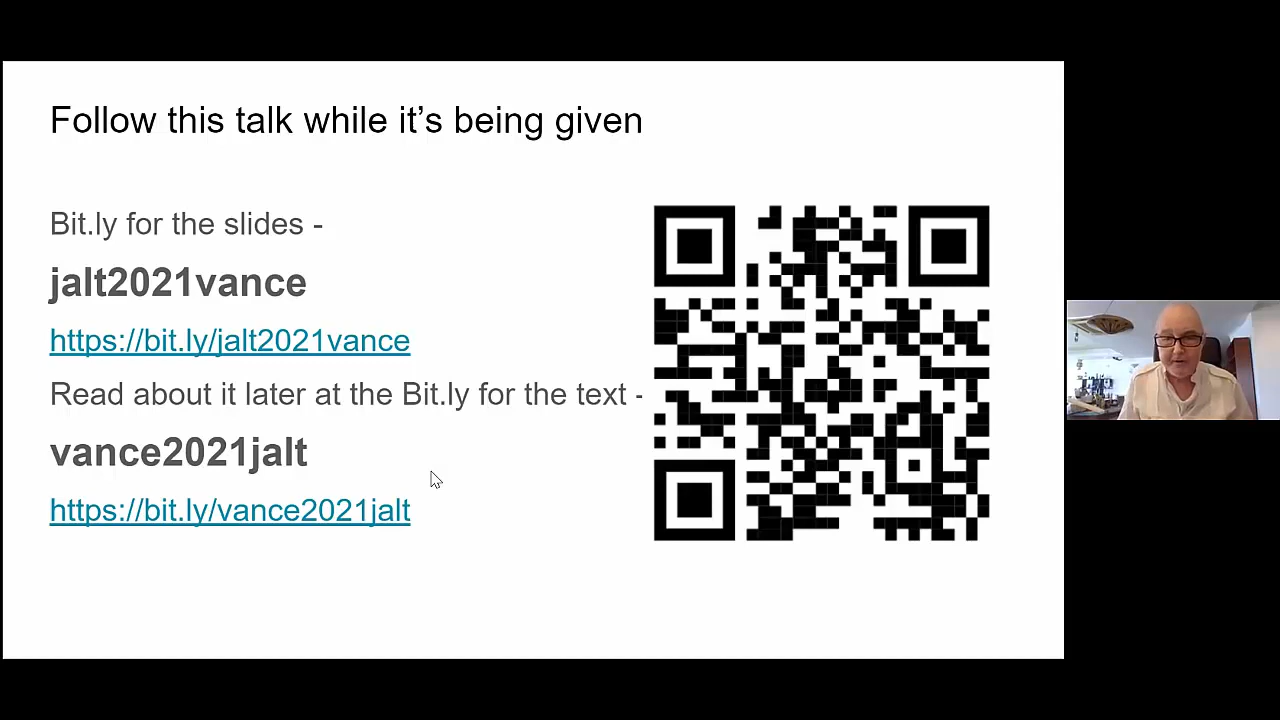 Follow this talk while it’s being given
Bit.ly for the slides -
jalt2021vance
https://bit.ly/jalt2021vance
Read about it later at the Bit.ly for the text -
vance2021jalt
https://bit.ly/vance2021jalt